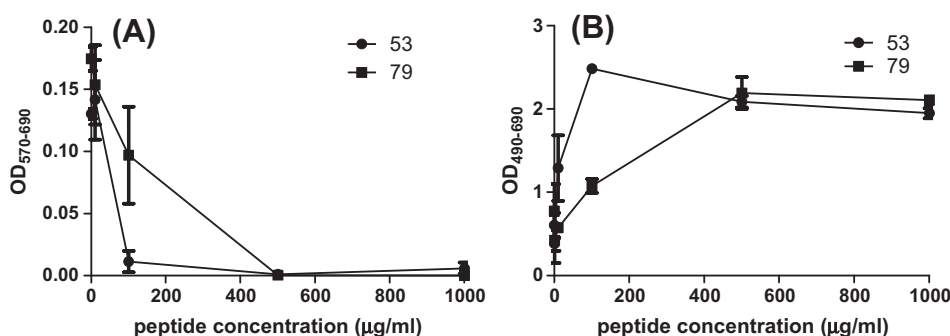 (A)
53
79
0.20
0.15
0.10
0.05
0.00
OD570-690
0 200 400 600 800 1000
peptide concentration (µg/ml)
(B)
53
79
3
2
1
0
OD490-690
0 200 400 600 800 1000
peptide concentration (µg/ml)